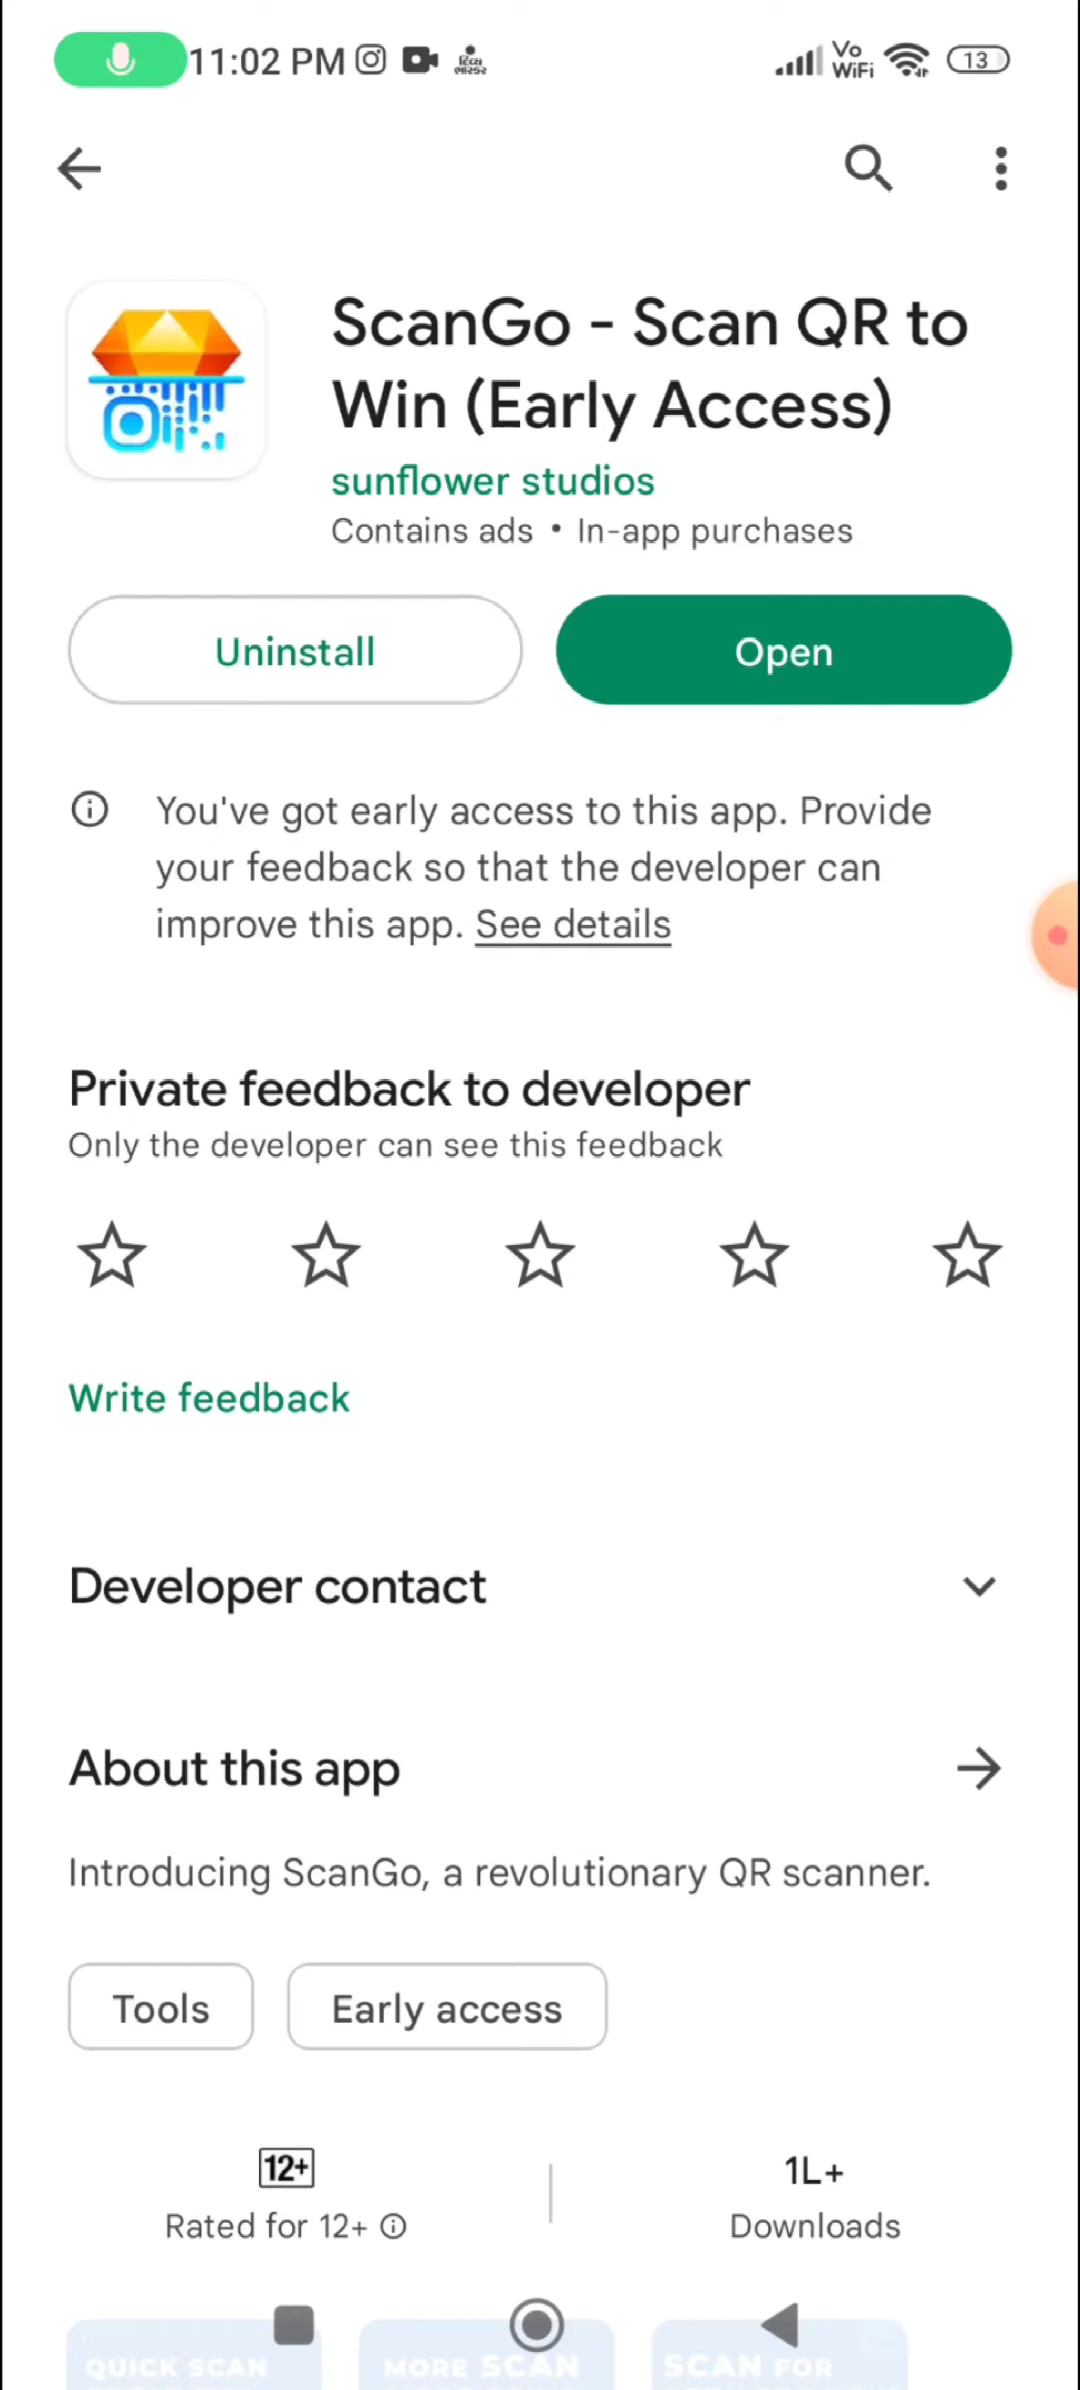 11:02 PM
Vo
WiFi
13
ScanGo - Scan QR to
Win (Early Access)
sunflower studios
Contains ads • In-app purchases
Uninstall
Open
You've got early access to this app. Provide
your feedback so that the developer can
improve this app. See details
Private feedback to developer
Only the developer can see this feedback
Write feedback
Developer contact
About this app
Introducing ScanGo, a revolutionary QR scanner.
Tools
Early access
12+
1L+
Rated for 12+
Downloads
QUICK SCAN
MORE SCAN
SCAN FOR